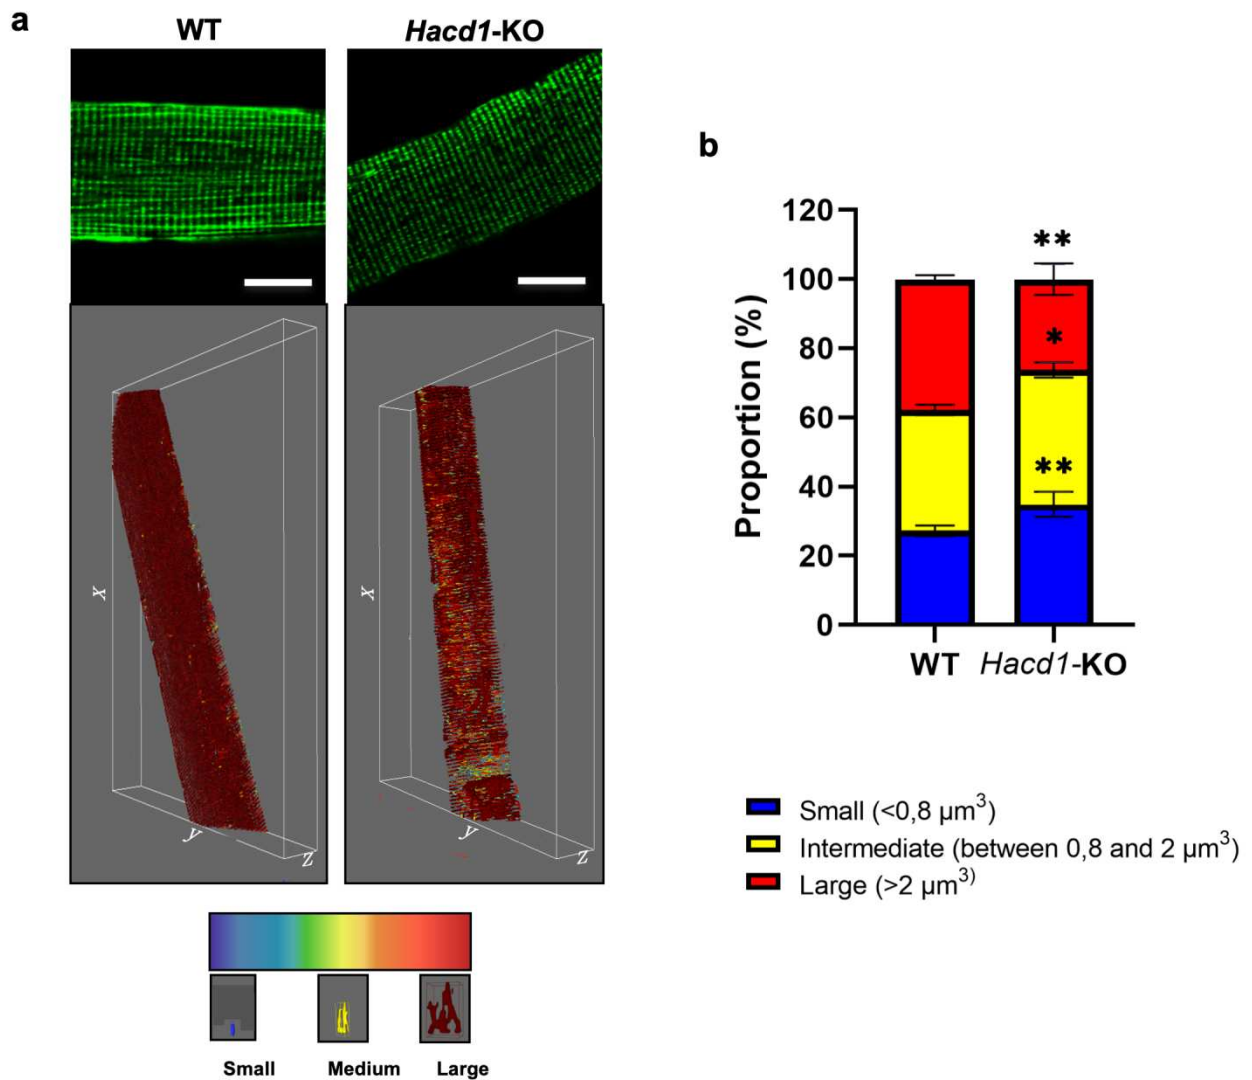 a
WT
Hacd1-KO
x
y
z
x
y
z
Small
Medium
Large
b
Proportion (%)
120
100
80
60
40
20
0
**
*
**
WT
Hacd1-KO
Small (<0,8 µm³)
Intermediate (between 0,8 and 2 µm³)
Large (>2 µm³⁾